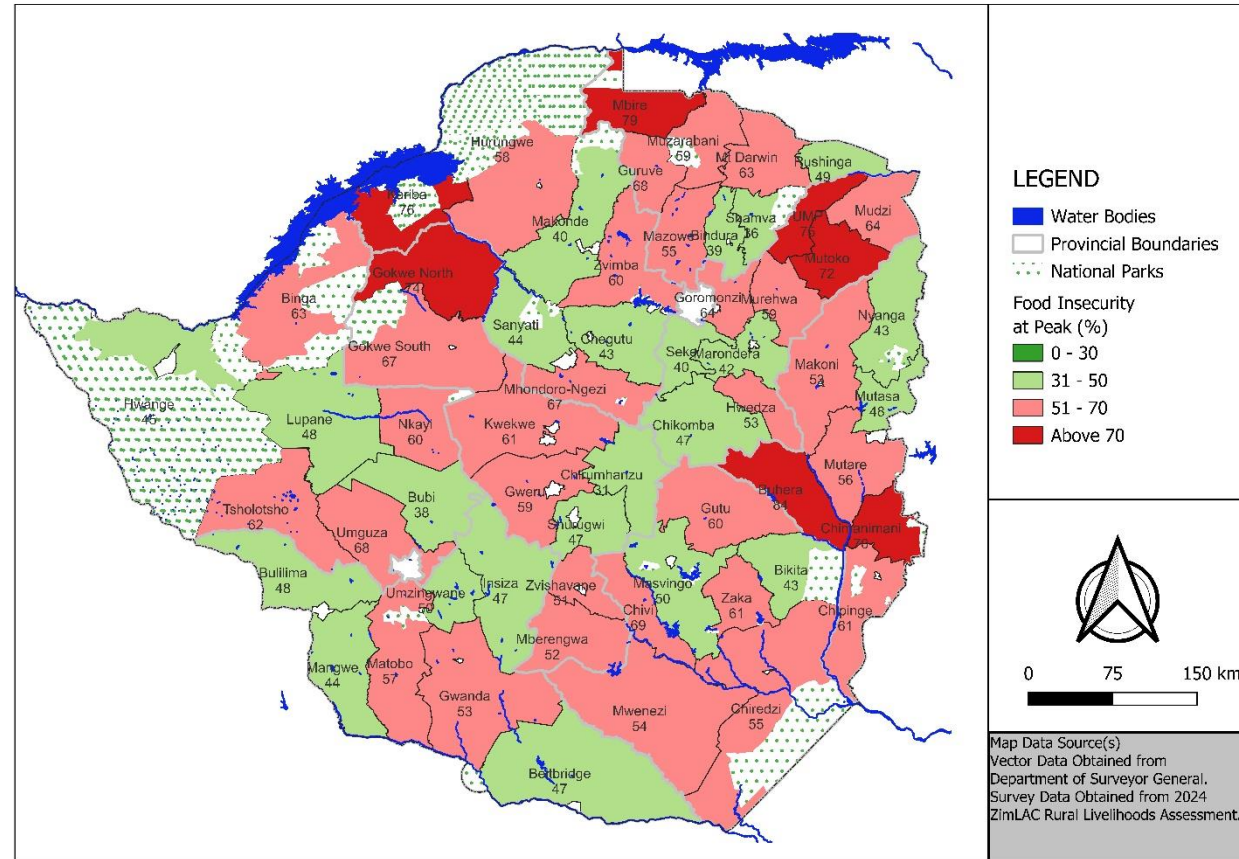 Mbire
79
Hurungwe
58
Muzarabani
59
Mt Darwin
63
Rushinga
49
Guruve
68
Kariba
76
Makonde
40
Shamva
36
UMP
Mudzi
64
Mazowe
55
Bindura
39
Mutoko
72
Zvimba
60
Gokwe North
74
Binga
63
Goromonzi
64
Murehwa
59
Nyanga
43
Sanyati
44
Chegutu
43
Gokwe South
67
Seke
40
Marondera
42
Makoni
Mutasa
48
Hwange
Mhondoro-Ngezi
67
Hwedza
53
Lupane
48
Nkayi
60
Kwekwe
61
Chikomba
47
Chirumhanzu
31
Mutare
56
Bubi
38
Buhera
84
Tsholotsho
62
Gweru
59
Gutu
60
Umguza
68
Shurugwi
47
Chimanimani
Bulilima
48
Umzingwane
Insiza
47
Zvishavane
51
Masvingo
50
Bikita
43
Zaka
61
Chivi
69
Chipinge
61
Mberengwa
52
Mangwe
44
Matobo
57
Gwanda
53
Mwenezi
54
Chiredzi
55
Beitbridge
47
LEGEND
Water Bodies
Provincial Boundaries
National Parks
Food Insecurity
at Peak (%)
0 - 30
31 - 50
51 - 70
Above 70
0 75 150 km
Map Data Source(s)
Vector Data Obtained from
Department of Surveyor General.
Survey Data Obtained from 2024
ZimLAC Rural Livelihoods Assessment.